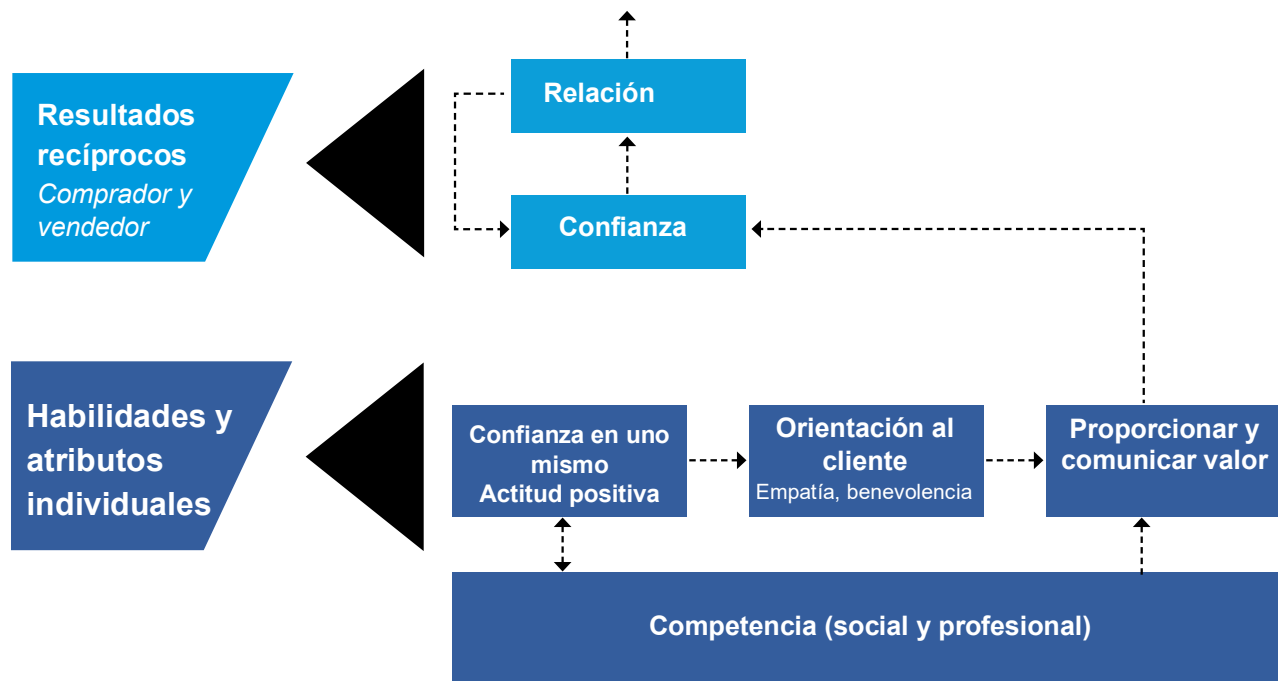 Resultados
recíprocos
Comprador y
vendedor
Relación
Confianza
Habilidades y
atributos
individuales
Confianza en uno
mismo
Actitud positiva
Orientación al
cliente
Empatía, benevolencia
Proporcionar y
comunicar valor
Competencia (social y profesional)